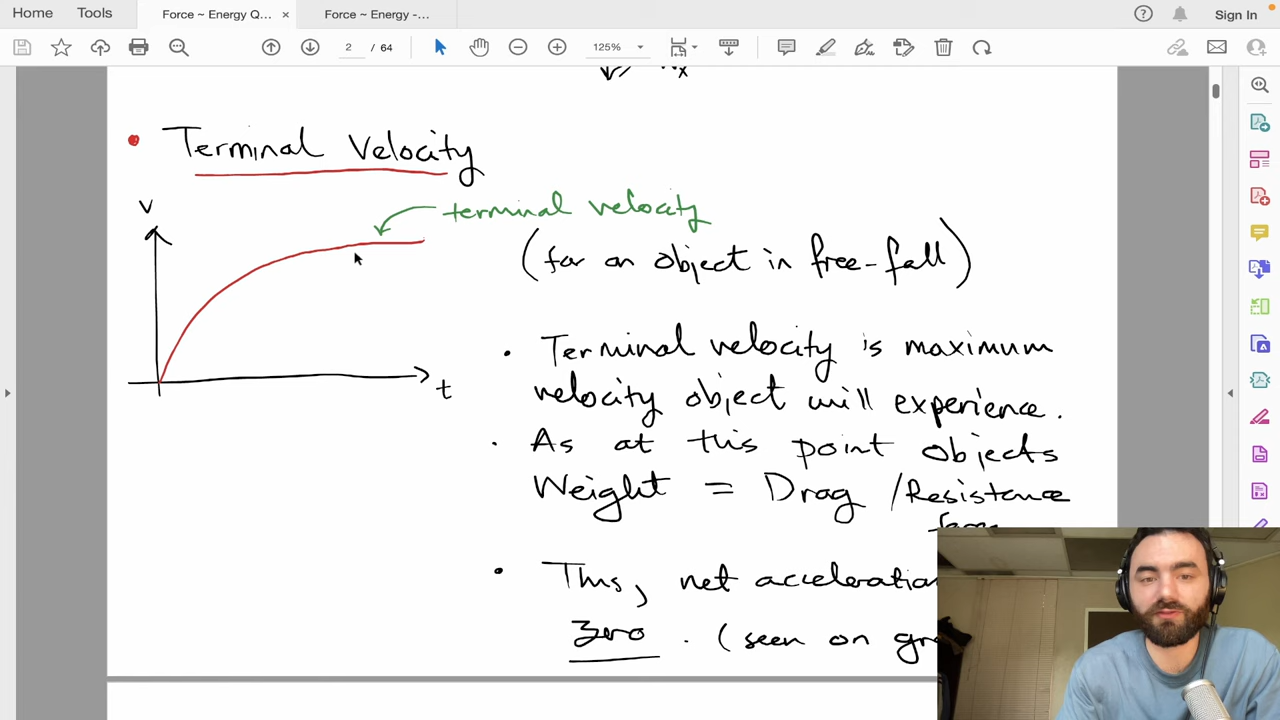 Home Tools Force ~ Energy Q... × Force ~ Energy -... Sign In
2 / 64 125%
Terminal Velocity
v
terminal velocity
(for an object in free-fall)
t
• Terminal velocity is maximum
velocity object will experience.
· As at this point objects
Weight = Drag / Resistance
• Thus, net acceleration
zero. (seen on gr